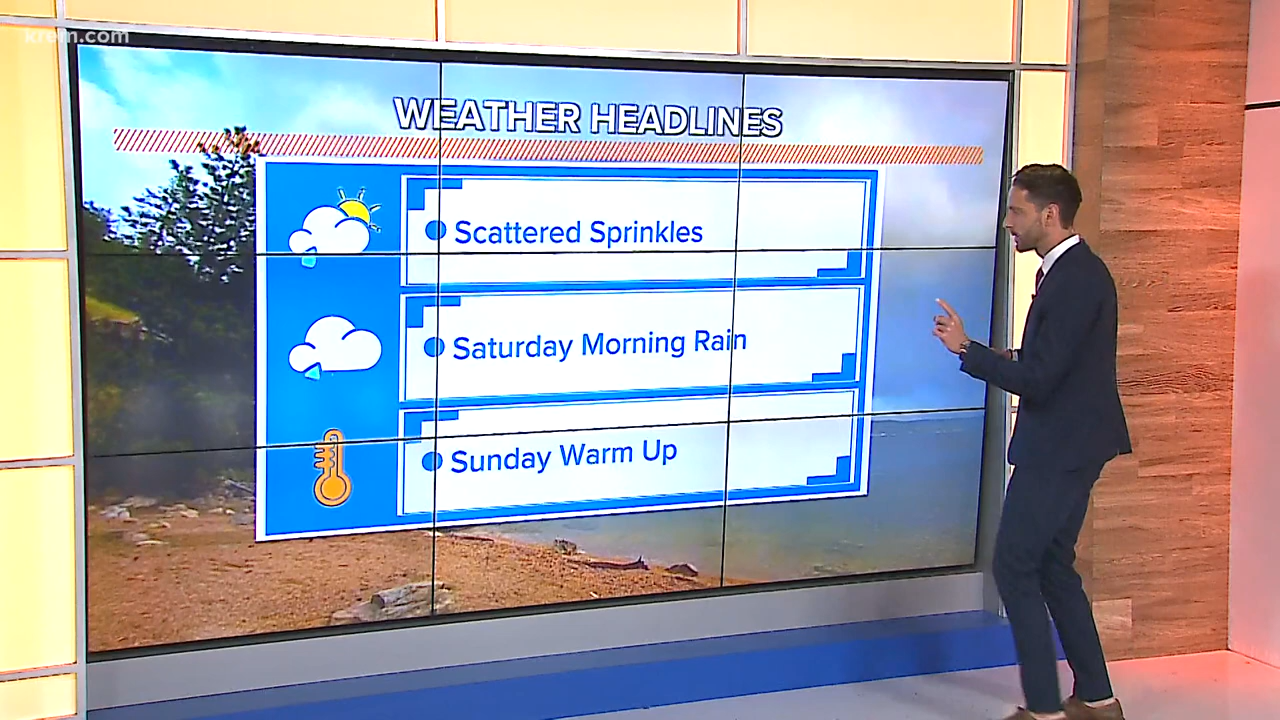 krem.com
WEATHER HEADLINES
Scattered Sprinkles
Saturday Morning Rain
Sunday Warm Up